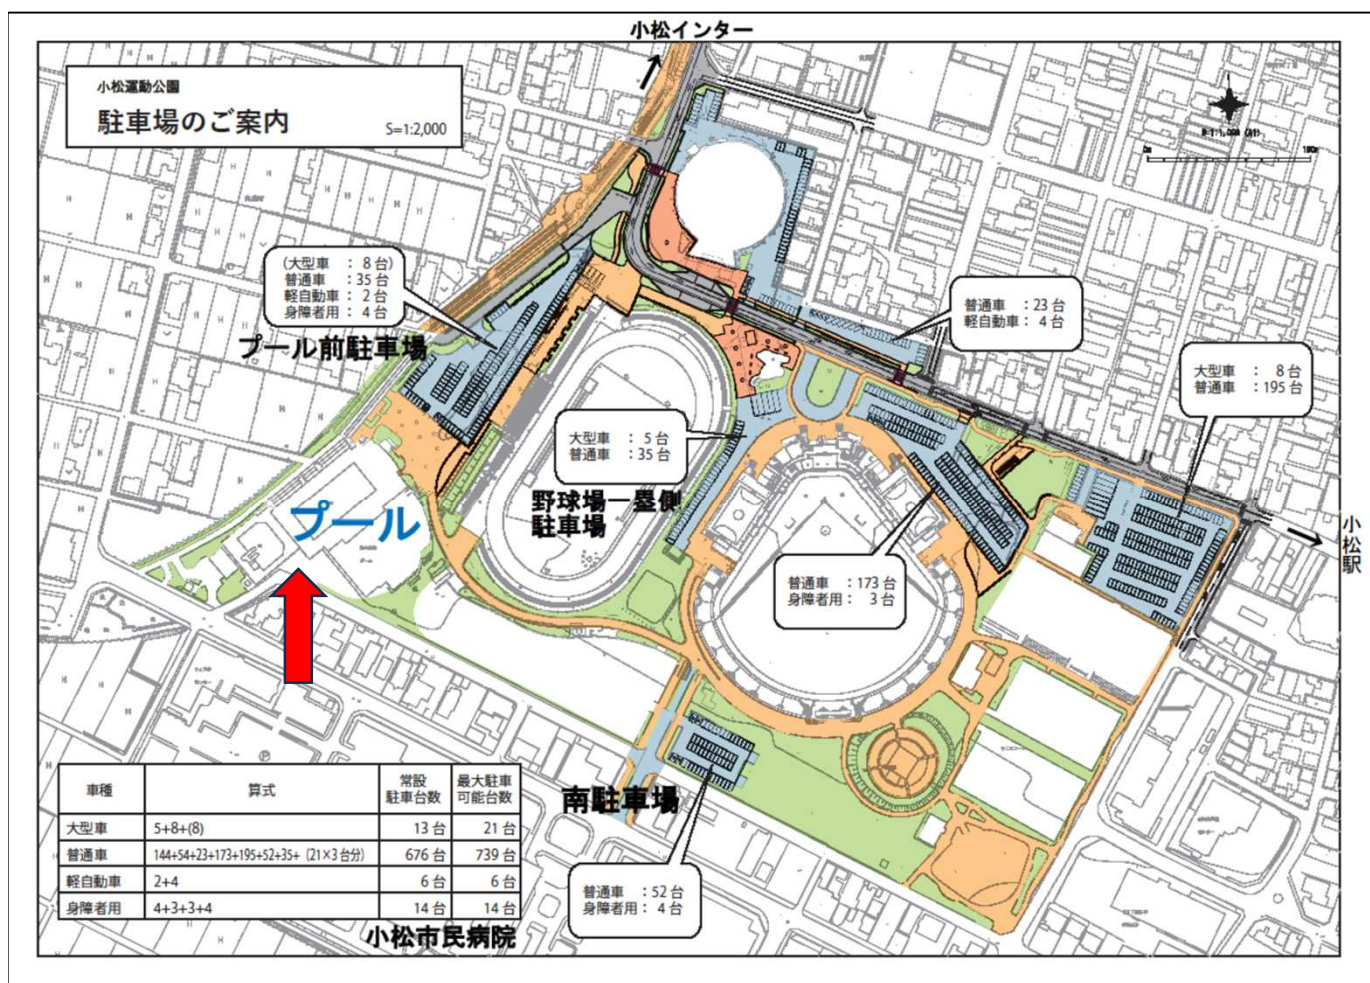 小松インター
小松運動公園
駐車場のご案内
S=1:2,000
(大型車 : 8台)
普通車 : 35台
軽自動車 : 2台
身障者用 : 4台
プール前駐車場
普通車 : 23台
軽自動車 : 4台
大型車 : 8台
普通車 : 195台
大型車 : 5台
普通車 : 35台
野球場一塁側
駐車場
プール
小松駅
普通車 : 173台
身障者用 : 3台
南駐車場
普通車 : 52台
身障者用 : 4台
車種 算式 常設駐車台数 最大駐車可能台数
大型車 5+8+(8) 13台 21台
普通車 144+54+23+173+195+52+35+(21×3台分) 676台 739台
軽自動車 2+4 6台 6台
身障者用 4+3+3+4 14台 14台
小松市民病院